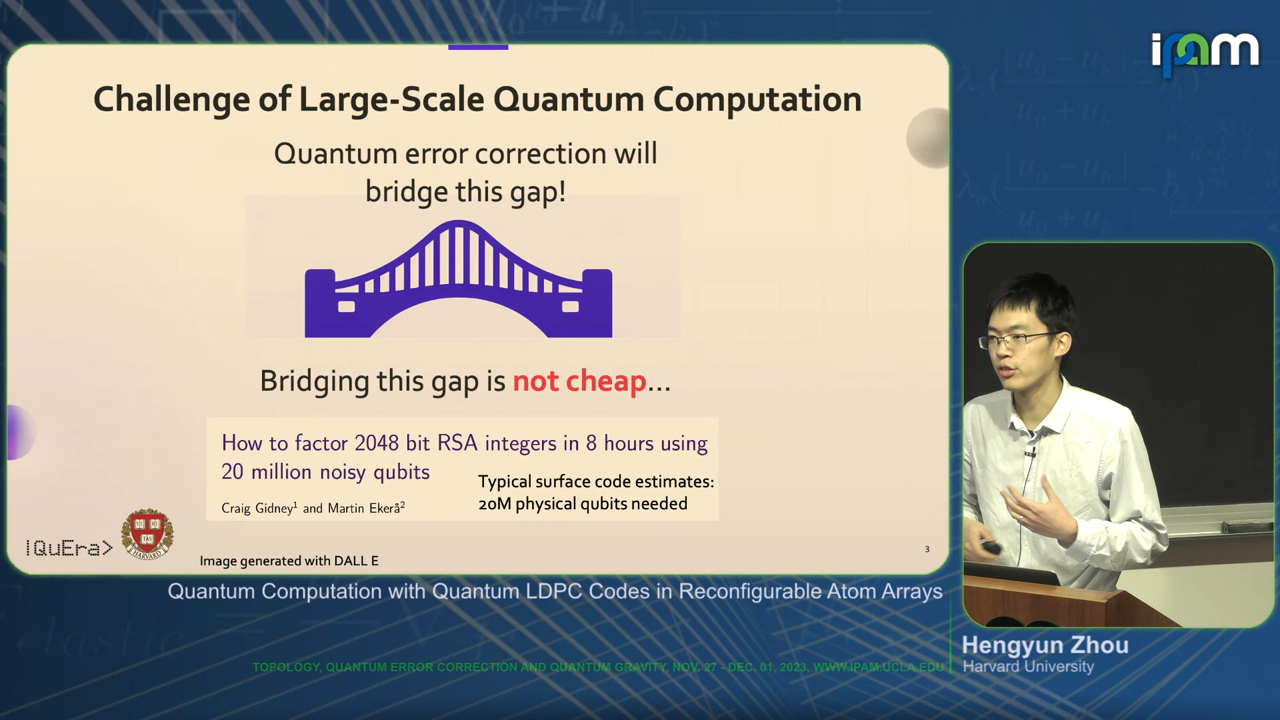 ipam
Challenge of Large-Scale Quantum Computation
Quantum error correction will
bridge this gap!
Bridging this gap is not cheap...
How to factor 2048 bit RSA integers in 8 hours using
20 million noisy qubits
Typical surface code estimates:
20M physical qubits needed
Craig Gidney¹ and Martin Ekerå²
|QuEra>
HARVARD
Image generated with DALL E
3
Quantum Computation with Quantum LDPC Codes in Reconfigurable Atom Arrays
Hengyun Zhou
Harvard University
TOPOLOGY, QUANTUM ERROR CORRECTION AND QUANTUM GRAVITY, NOV. 27 - DEC. 01, 2023, WWW.IPAM.UCLA.EDU
elastic